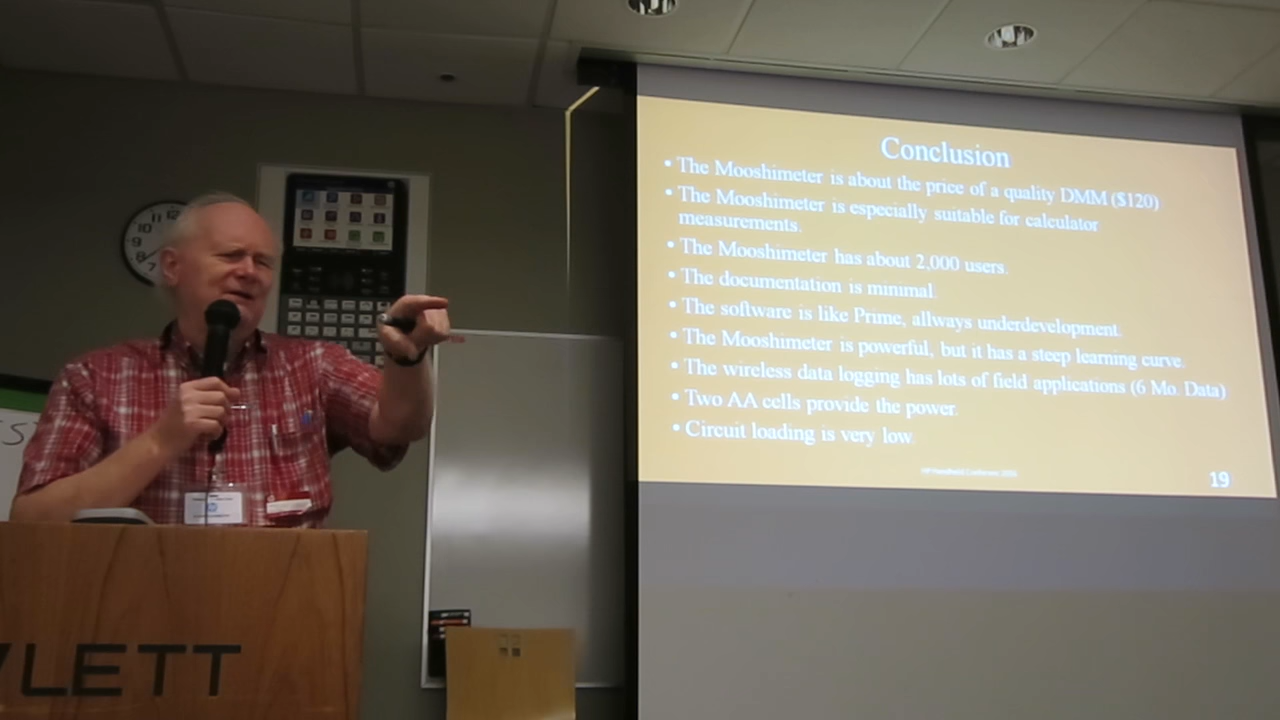 Conclusion
• The Mooshimeter is about the price of a quality DMM ($120)
• The Mooshimeter is especially suitable for calculator
measurements.
• The Mooshimeter has about 2,000 users.
• The documentation is minimal.
• The software is like Prime, allways underdevelopment.
• The Mooshimeter is powerful, but it has a steep learning curve.
• The wireless data logging has lots of field applications (6 Mo. Data)
• Two AA cells provide the power.
• Circuit loading is very low.
HP Handheld Conference
19
LETT